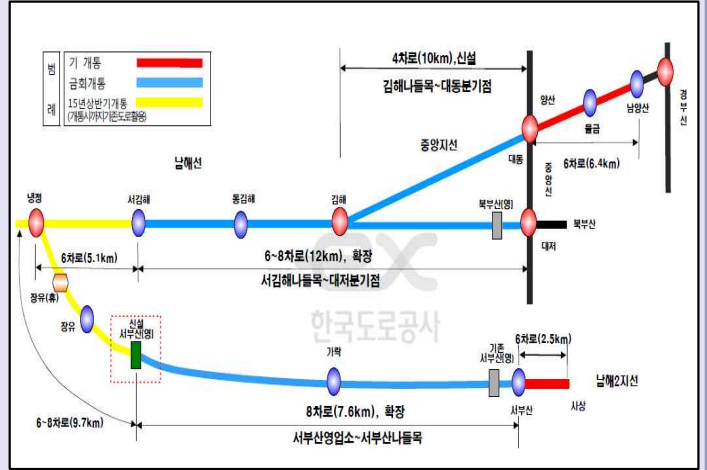 범
례
기 개통
금회개통
15년상반기개통
(개통시까지기존도로활용)
4차로(10km),신설
김해나들목~대동분기점
양산
물금
남양산
경부선
6차로(6.4km)
중앙지선
대동
중앙선
남해선
냉정
서김해
동김해
김해
북부산(영)
북부산
대저
6차로(5.1km)
6~8차로(12km), 확장
서김해나들목~대저분기점
ex
한국도로공사
장유(휴)
장유
신설
서부산(영)
가락
기존
서부산(영)
6차로(2.5km)
남해2지선
서부산
사상
6~8차로(9.7km)
8차로(7.6km), 확장
서부산영업소~서부산나들목